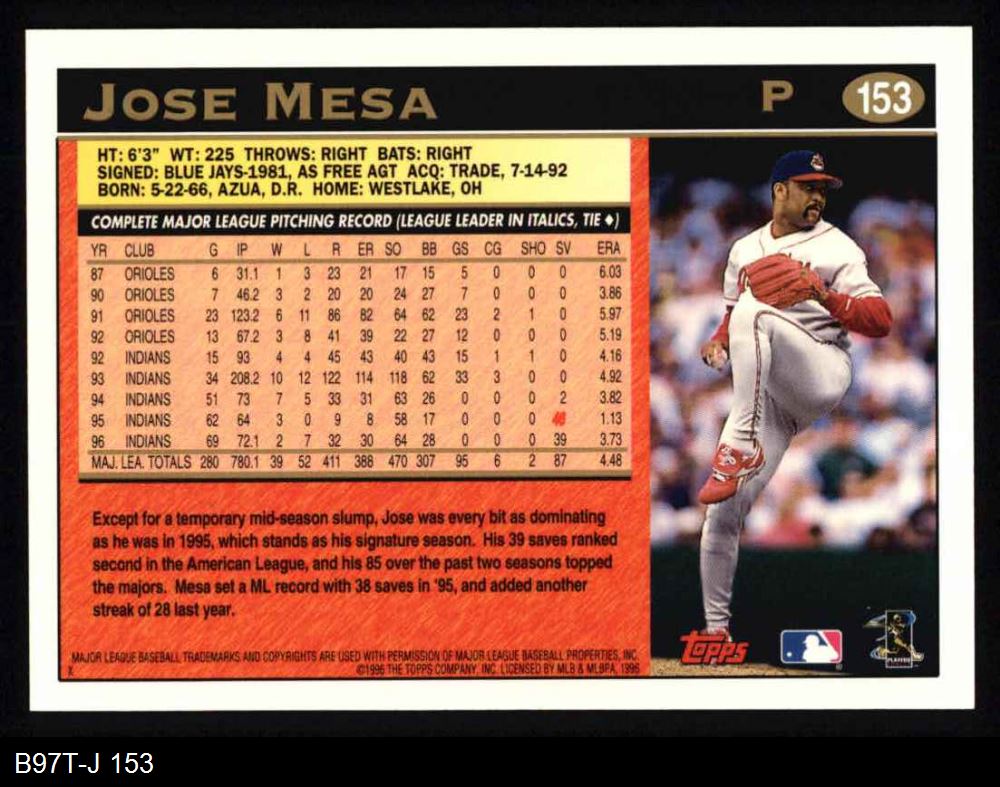 JOSE MESA P 153
HT: 6'3" WT: 225 THROWS: RIGHT BATS: RIGHT
SIGNED: BLUE JAYS-1981, AS FREE AGT ACQ: TRADE, 7-14-92
BORN: 5-22-66, AZUA, D.R. HOME: WESTLAKE, OH
COMPLETE MAJOR LEAGUE PITCHING RECORD (LEAGUE LEADER IN ITALICS, TIE ♦)
YR CLUB G IP W L R ER SO BB GS CG SHO SV ERA
87 ORIOLES 6 31.1 1 3 23 21 17 15 5 0 0 0 6.03
90 ORIOLES 7 46.2 3 2 20 20 24 27 7 0 0 0 3.86
91 ORIOLES 23 123.2 6 11 86 82 64 62 23 2 1 0 5.97
92 ORIOLES 13 67.2 3 8 41 39 22 27 12 0 0 0 5.19
92 INDIANS 15 93 4 4 45 43 40 43 15 1 1 0 4.16
93 INDIANS 34 208.2 10 12 122 114 118 62 33 3 0 0 4.92
94 INDIANS 51 73 7 5 33 31 63 26 0 0 0 2 3.82
95 INDIANS 62 64 3 0 9 8 58 17 0 0 0 46 1.13
96 INDIANS 69 72.1 2 7 32 30 64 28 0 0 0 39 3.73
MAJ. LEA. TOTALS 280 780.1 39 52 411 388 470 307 95 6 2 87 4.48
Except for a temporary mid-season slump, Jose was every bit as dominating
as he was in 1995, which stands as his signature season. His 39 saves ranked
second in the American League, and his 85 over the past two seasons topped
the majors. Mesa set a ML record with 38 saves in '95, and added another
streak of 28 last year.
MAJOR LEAGUE BASEBALL TRADEMARKS AND COPYRIGHTS ARE USED WITH PERMISSION OF MAJOR LEAGUE BASEBALL PROPERTIES, INC.
©1996 THE TOPPS COMPANY, INC. LICENSED BY MLB & MLBPA, 1996
TOPPS
PLAYERS
B97T-J 153